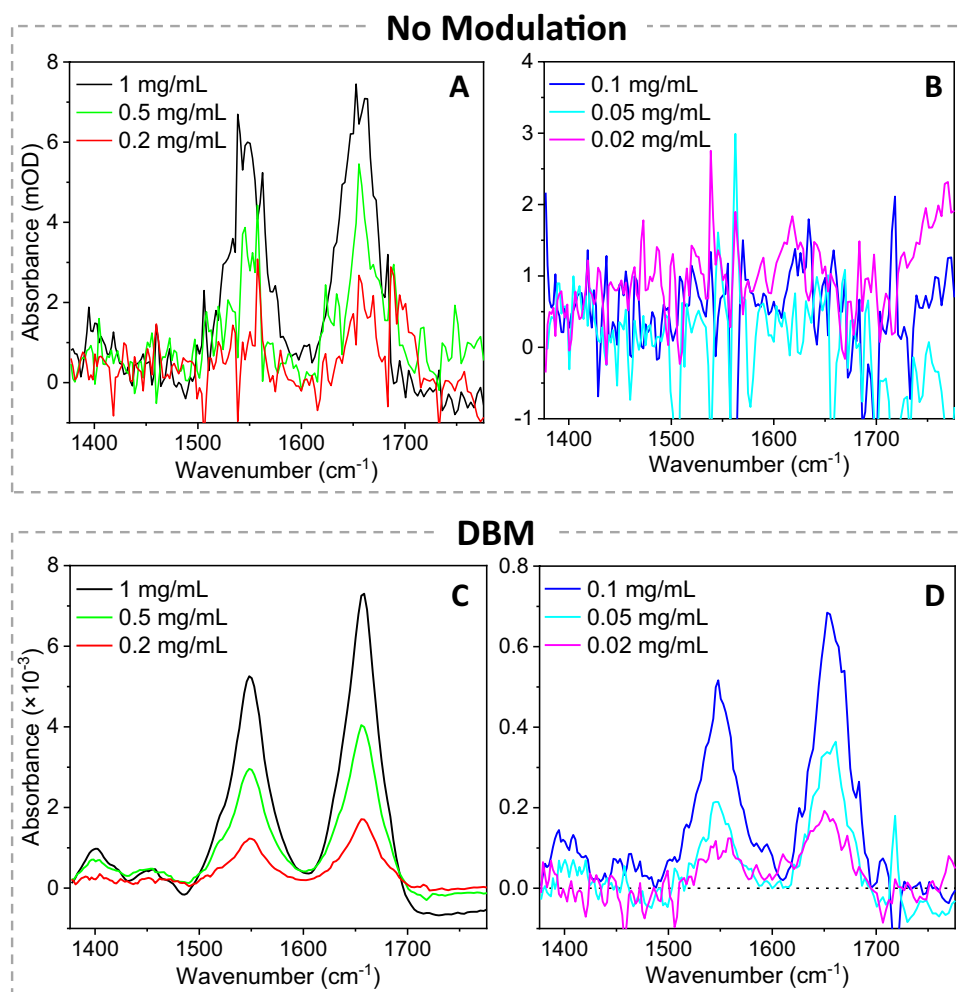 No Modulation
A
1 mg/mL
0.5 mg/mL
0.2 mg/mL
8
6
4
2
0
Absorbance (mOD)
1400 1500 1600 1700
Wavenumber (cm⁻¹)
B
0.1 mg/mL
0.05 mg/mL
0.02 mg/mL
4
3
2
1
0
-1
1400 1500 1600 1700
Wavenumber (cm⁻¹)
DBM
C
1 mg/mL
0.5 mg/mL
0.2 mg/mL
8
6
4
2
0
Absorbance (×10⁻³)
1400 1500 1600 1700
Wavenumber (cm⁻¹)
D
0.1 mg/mL
0.05 mg/mL
0.02 mg/mL
0.8
0.6
0.4
0.2
0.0
1400 1500 1600 1700
Wavenumber (cm⁻¹)